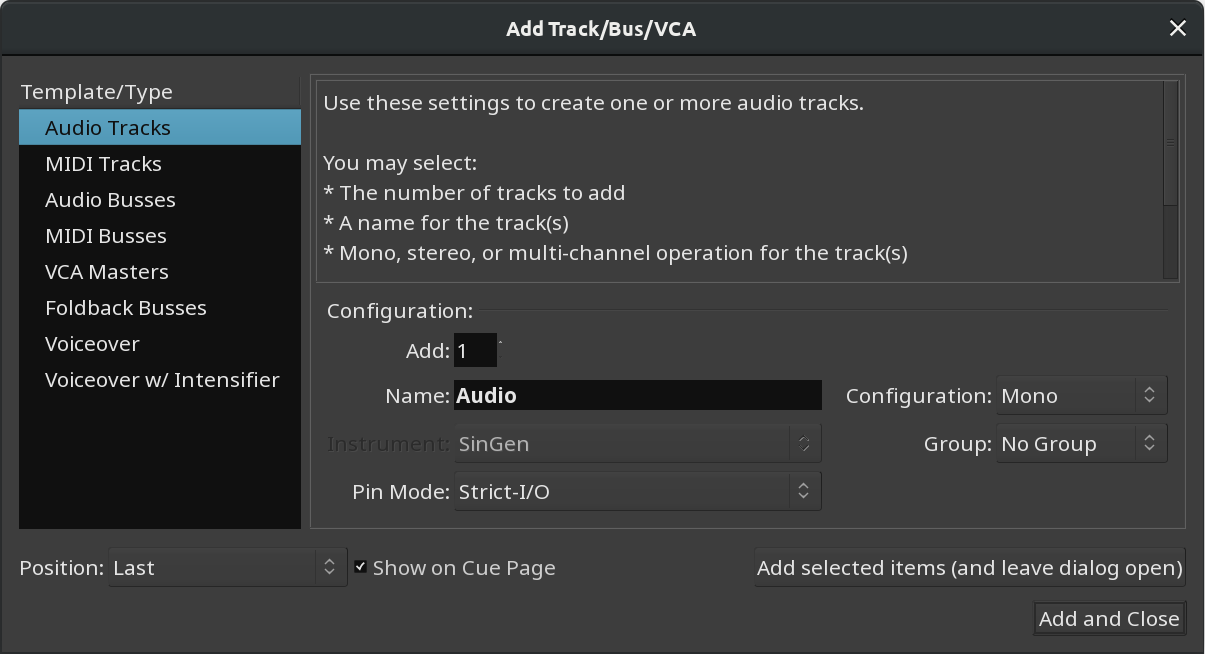 Add Track/Bus/VCA
Template/Type
Audio Tracks
MIDI Tracks
Audio Busses
MIDI Busses
VCA Masters
Foldback Busses
Voiceover
Voiceover w/ Intensifier
Use these settings to create one or more audio tracks.
You may select:
* The number of tracks to add
* A name for the track(s)
* Mono, stereo, or multi-channel operation for the track(s)
Configuration:
Add: 1
Name: Audio Configuration: Mono
Instrument: SinGen Group: No Group
Pin Mode: Strict-I/O
Position: Last Show on Cue Page Add selected items (and leave dialog open)
Add and Close